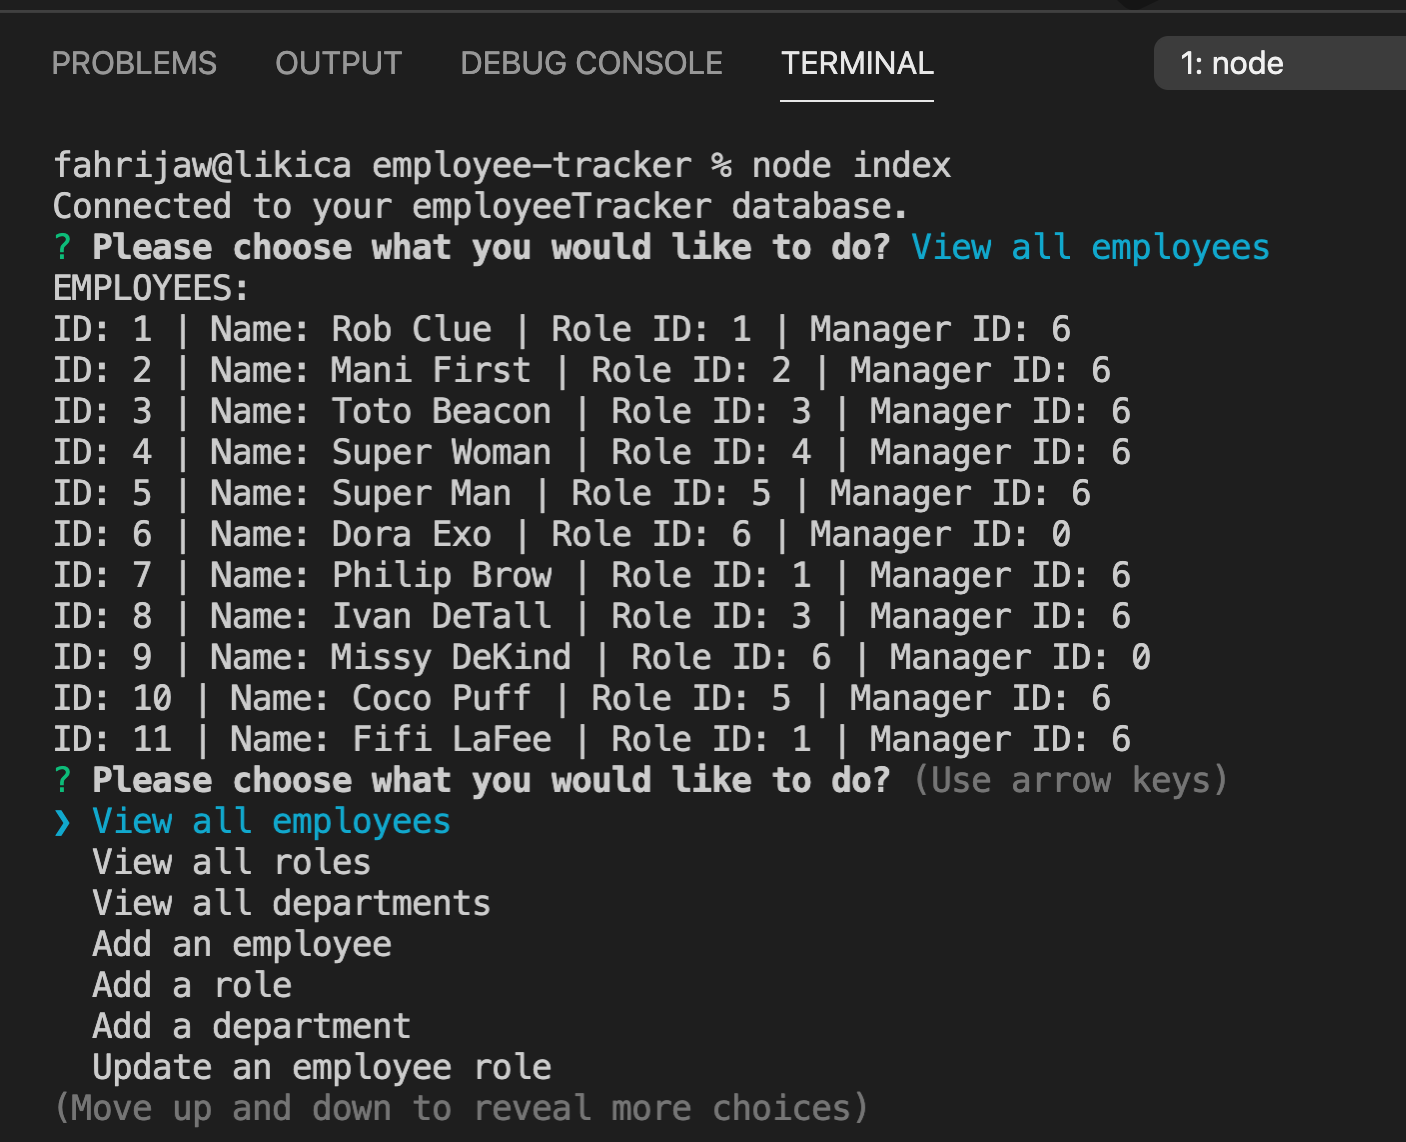 PROBLEMS OUTPUT DEBUG CONSOLE TERMINAL 1: node
fahrijaw@likica employee-tracker % node index
Connected to your employeeTracker database.
? Please choose what you would like to do? View all employees
EMPLOYEES:
ID: 1 | Name: Rob Clue | Role ID: 1 | Manager ID: 6
ID: 2 | Name: Mani First | Role ID: 2 | Manager ID: 6
ID: 3 | Name: Toto Beacon | Role ID: 3 | Manager ID: 6
ID: 4 | Name: Super Woman | Role ID: 4 | Manager ID: 6
ID: 5 | Name: Super Man | Role ID: 5 | Manager ID: 6
ID: 6 | Name: Dora Exo | Role ID: 6 | Manager ID: 0
ID: 7 | Name: Philip Brow | Role ID: 1 | Manager ID: 6
ID: 8 | Name: Ivan DeTall | Role ID: 3 | Manager ID: 6
ID: 9 | Name: Missy DeKind | Role ID: 6 | Manager ID: 0
ID: 10 | Name: Coco Puff | Role ID: 5 | Manager ID: 6
ID: 11 | Name: Fifi LaFee | Role ID: 1 | Manager ID: 6
? Please choose what you would like to do? (Use arrow keys)
❯ View all employees
View all roles
View all departments
Add an employee
Add a role
Add a department
Update an employee role
(Move up and down to reveal more choices)